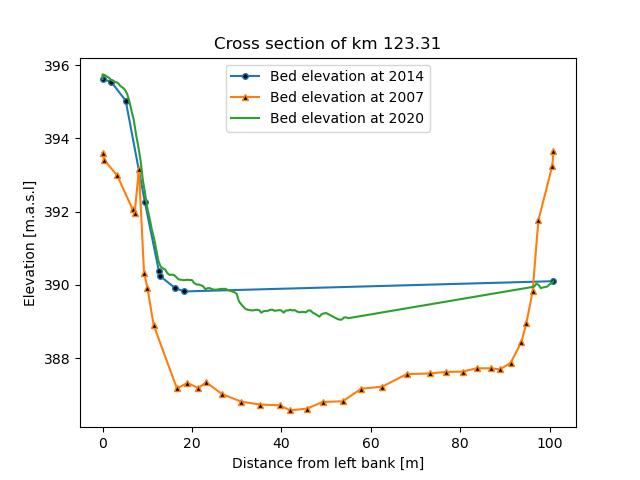 Cross section of km 123.31
Bed elevation at 2014
Bed elevation at 2007
Bed elevation at 2020
Elevation [m.a.s.l]
396
394
392
390
388
0 20 40 60 80 100
Distance from left bank [m]